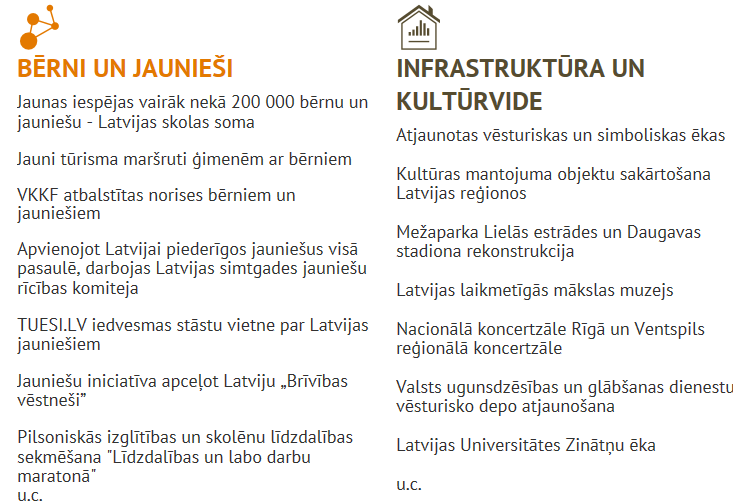 BĒRNI UN JAUNIEŠI
Jaunas iespējas vairāk nekā 200 000 bērnu un
jauniešu - Latvijas skolas soma
Jauni tūrisma maršruti ģimenēm ar bērniem
VKKF atbalstītas norises bērniem un
jauniešiem
Apvienojot Latvijai piederīgos jauniešus visā
pasaulē, darbojas Latvijas simtgades jauniešu
rīcības komiteja
TUESI.LV iedvesmas stāstu vietne par Latvijas
jauniešiem
Jauniešu iniciatīva apceļot Latviju „Brīvības
vēstneši”
Pilsoniskās izglītības un skolēnu līdzdalības
sekmēšana "Līdzdalības un labo darbu
maratonā"
u.c.
INFRASTRUKTŪRA UN
KULTŪRVIDE
Atjaunotas vēsturiskas un simboliskas ēkas
Kultūras mantojuma objektu sakārtošana
Latvijas reģionos
Mežaparka Lielās estrādes un Daugavas
stadiona rekonstrukcija
Latvijas laikmetīgās mākslas muzejs
Nacionālā koncertzāle Rīgā un Ventspils
reģionālā koncertzāle
Valsts ugunsdzēsības un glābšanas dienestu
vēsturisko depo atjaunošana
Latvijas Universitātes Zinātņu ēka
u.c.